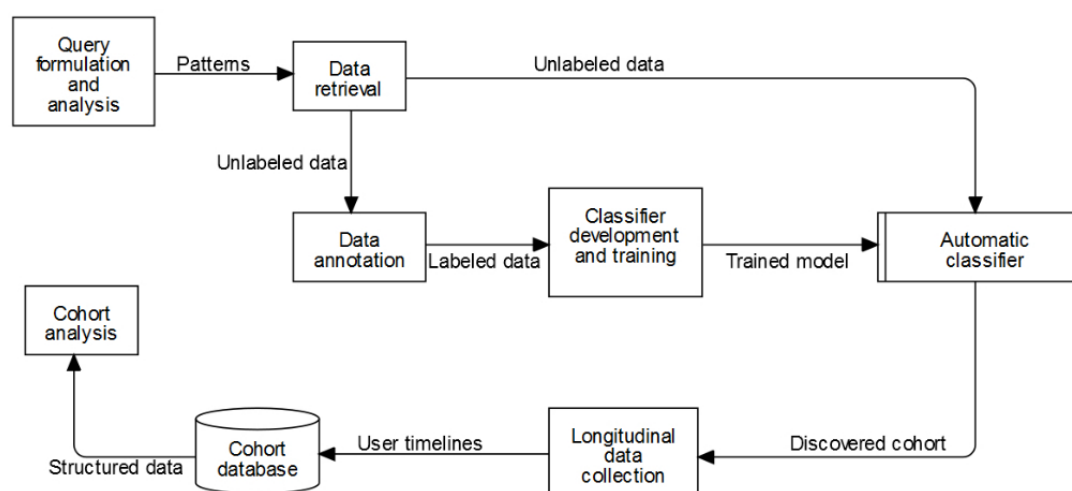 Query
formulation
and
analysis
Patterns
Data
retrieval
Unlabeled data
Unlabeled data
Data
annotation
Labeled data
Classifier
development
and training
Trained model
Automatic
classifier
Cohort
analysis
Structured data
Cohort
database
User timelines
Longitudinal
data
collection
Discovered cohort